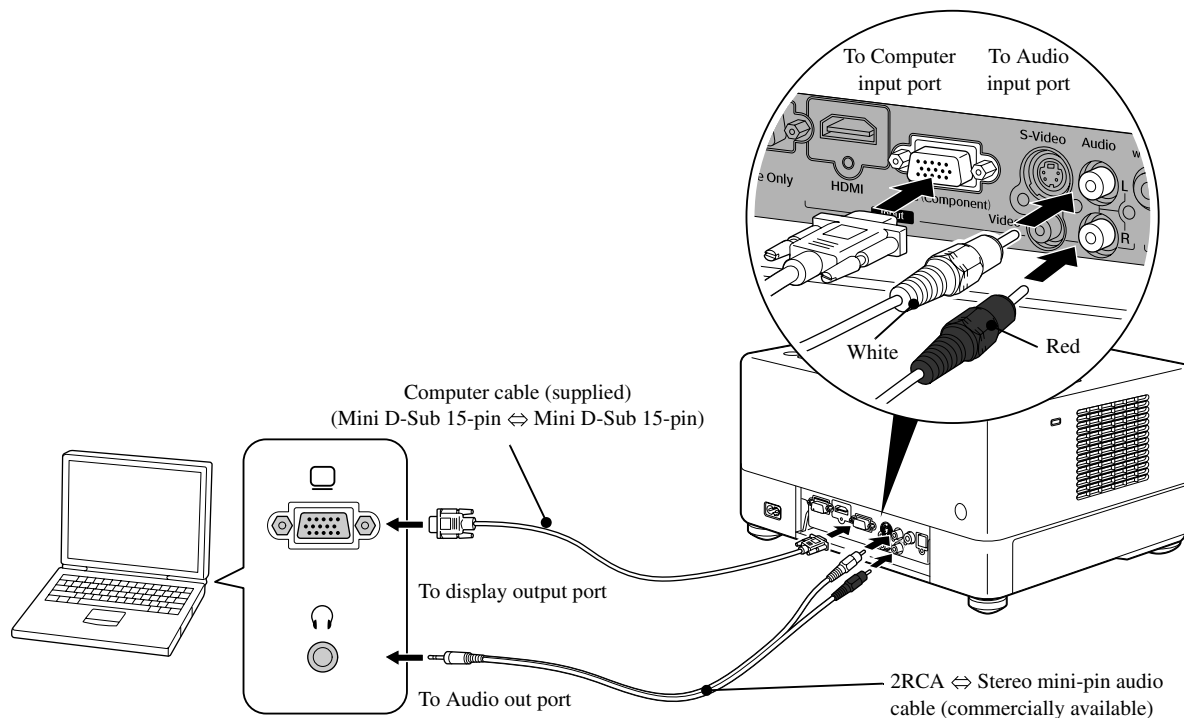 To Computer
input port
To Audio
input port
S-Video
Audio
e Only
HDMI
Component)
Input
Video
L
R
White
Red
Computer cable (supplied)
(Mini D-Sub 15-pin ⇔ Mini D-Sub 15-pin)
To display output port
To Audio out port
2RCA ⇔ Stereo mini-pin audio
cable (commercially available)